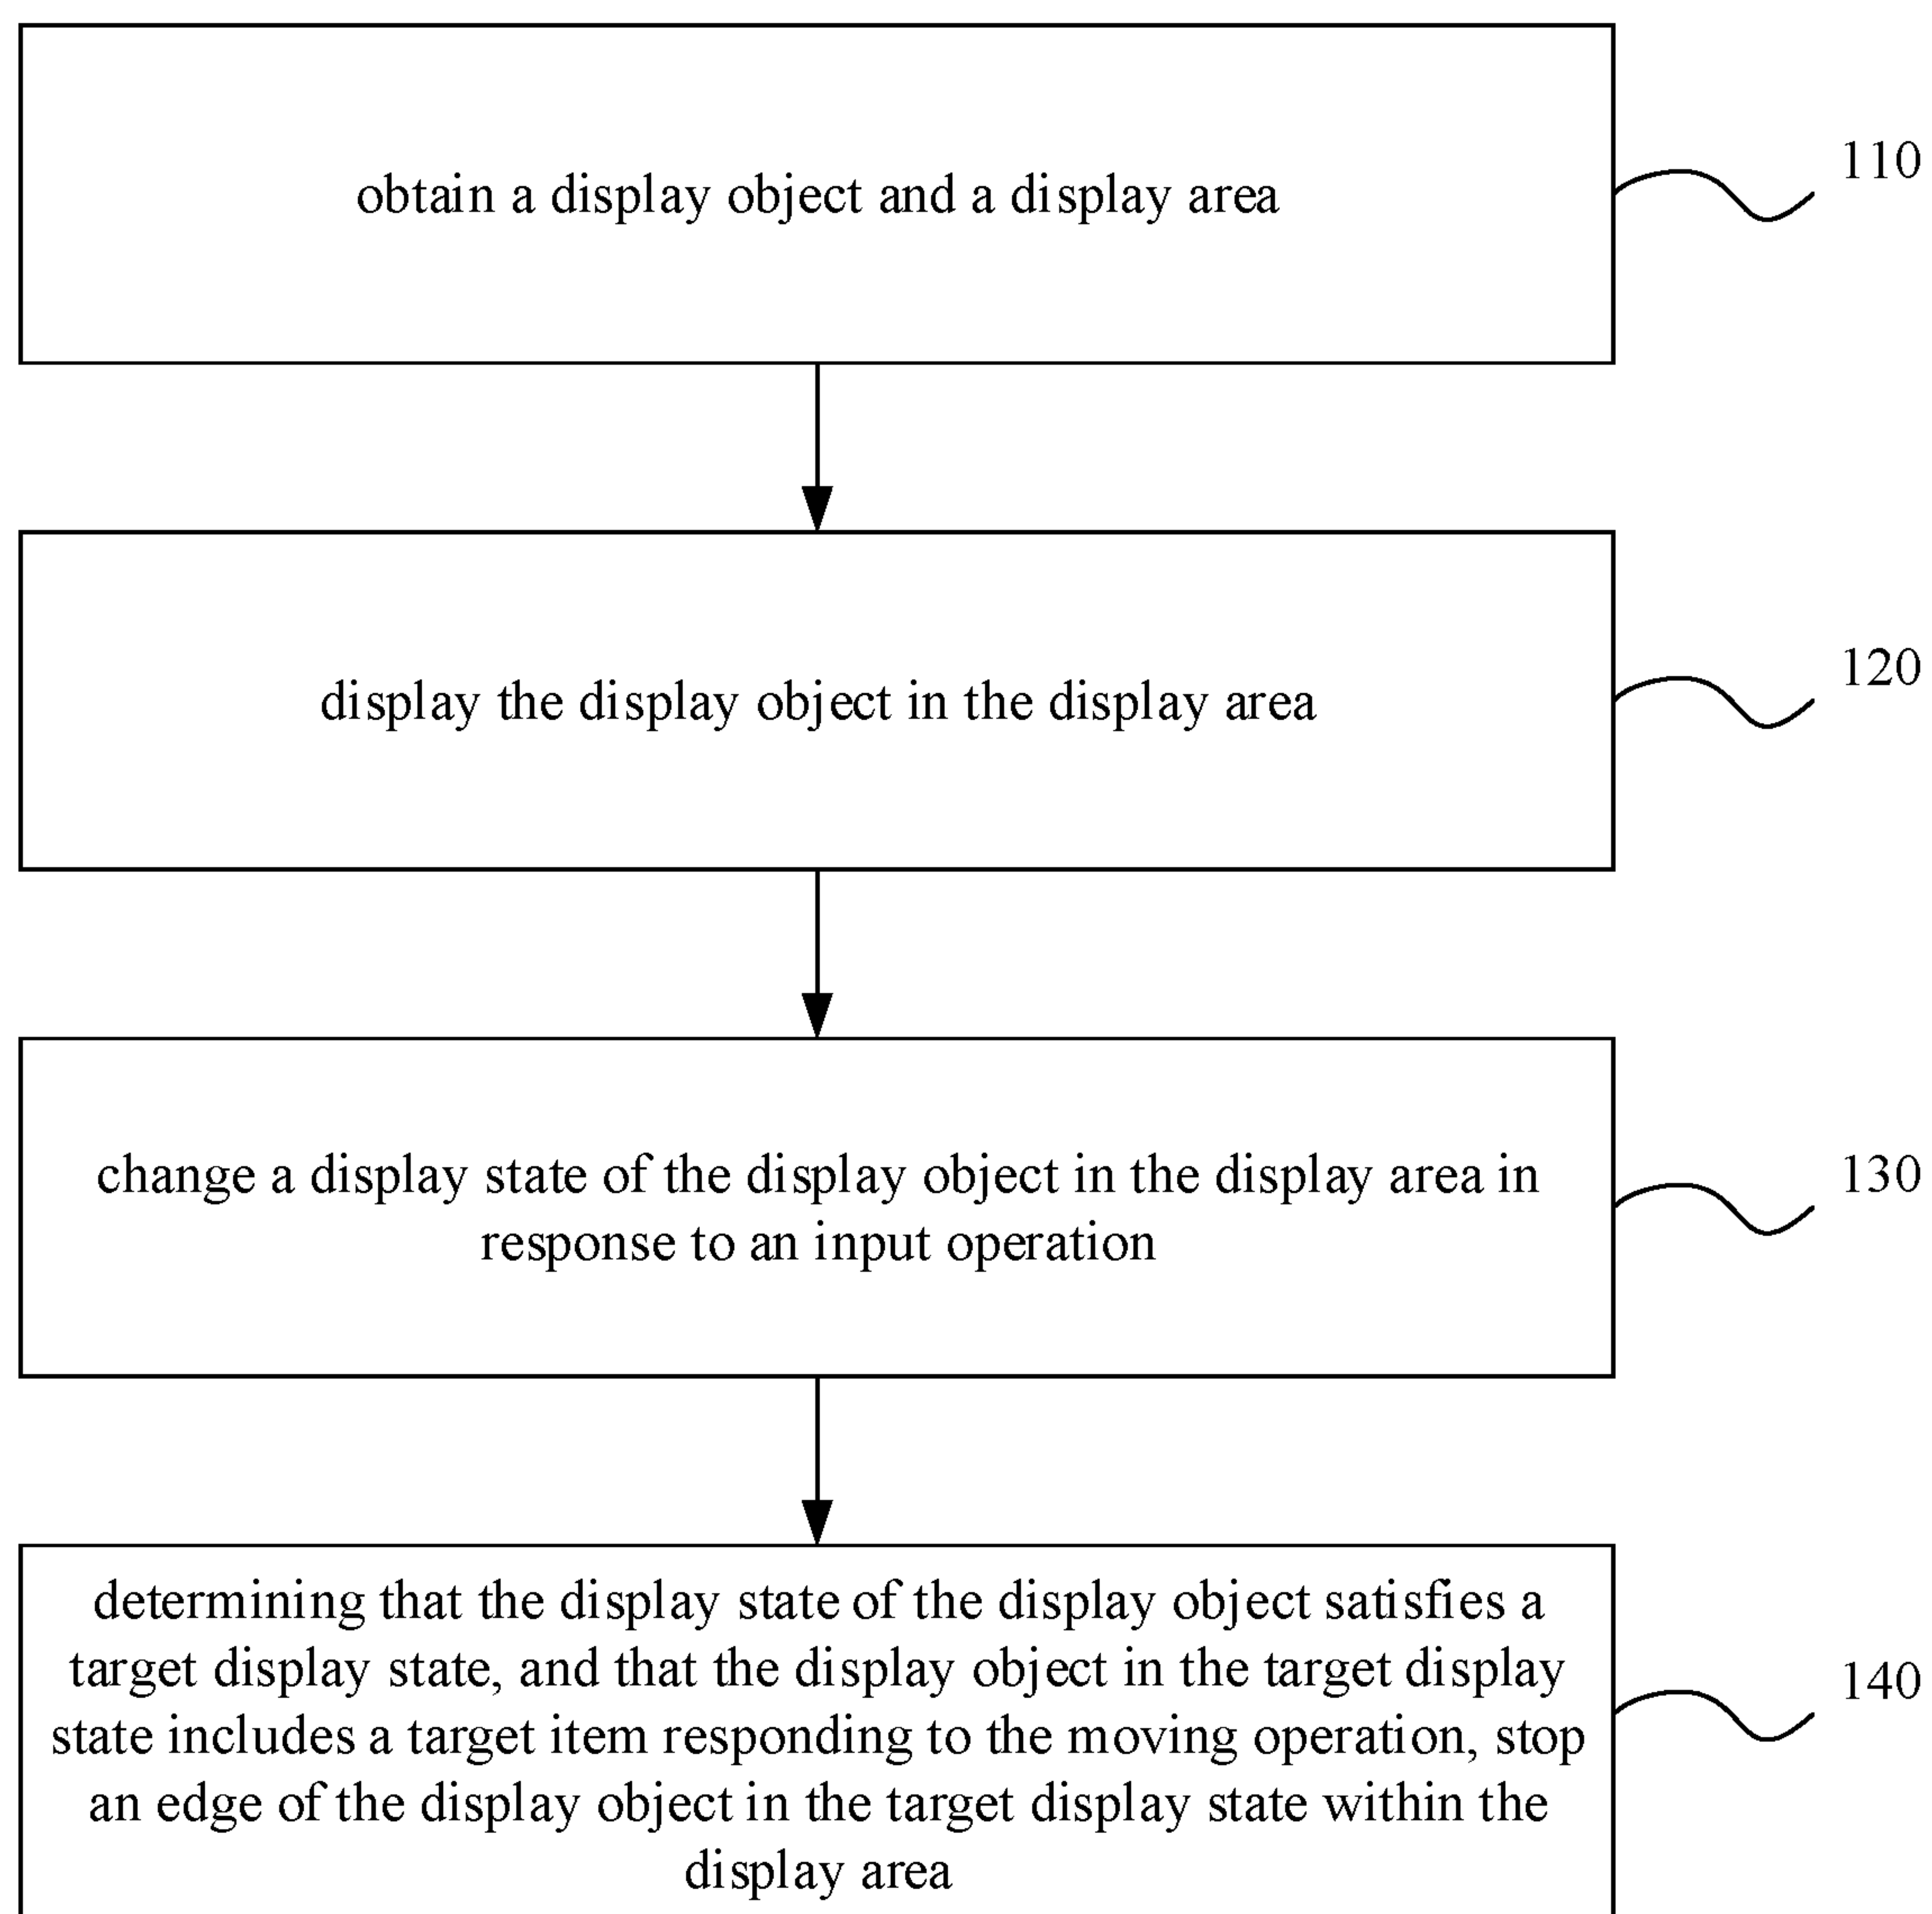 obtain a display object and a display area
110
display the display object in the display area
120
change a display state of the display object in the display area in
response to an input operation
130
determining that the display state of the display object satisfies a
target display state, and that the display object in the target display
state includes a target item responding to the moving operation, stop
an edge of the display object in the target display state within the
display area
140